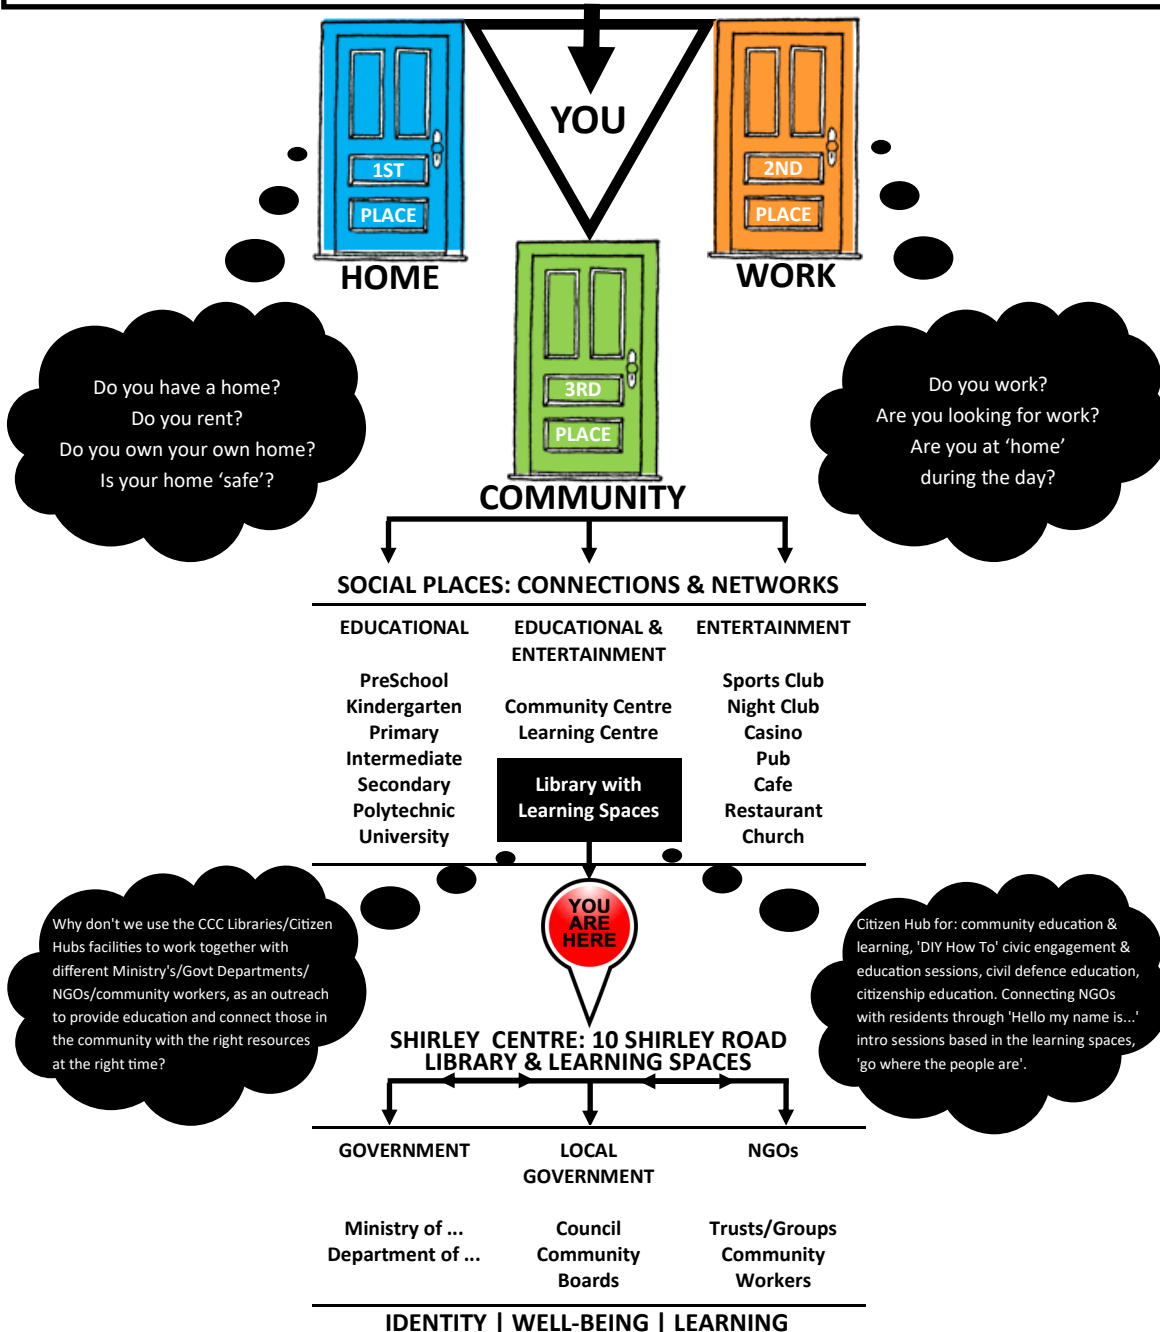 YOU
1ST
PLACE
HOME
2ND
PLACE
WORK
3RD
PLACE
COMMUNITY
Do you have a home?
Do you rent?
Do you own your own home?
Is your home ‘safe’?
Do you work?
Are you looking for work?
Are you at ‘home’
during the day?
SOCIAL PLACES: CONNECTIONS & NETWORKS
EDUCATIONAL
PreSchool
Kindergarten
Primary
Intermediate
Secondary
Polytechnic
University
EDUCATIONAL &
ENTERTAINMENT
Community Centre
Learning Centre
Library with
Learning Spaces
ENTERTAINMENT
Sports Club
Night Club
Casino
Pub
Cafe
Restaurant
Church
YOU
ARE
HERE
Why don't we use the CCC Libraries/Citizen
Hubs facilities to work together with
different Ministry's/Govt Departments/
NGOs/community workers, as an outreach
to provide education and connect those in
the community with the right resources
at the right time?
Citizen Hub for: community education &
learning, 'DIY How To' civic engagement &
education sessions, civil defence education,
citizenship education. Connecting NGOs
with residents through 'Hello my name is...'
intro sessions based in the learning spaces,
'go where the people are'.
SHIRLEY CENTRE: 10 SHIRLEY ROAD
LIBRARY & LEARNING SPACES
GOVERNMENT
Ministry of ...
Department of ...
LOCAL
GOVERNMENT
Council
Community
Boards
NGOs
Trusts/Groups
Community
Workers
IDENTITY | WELL-BEING | LEARNING